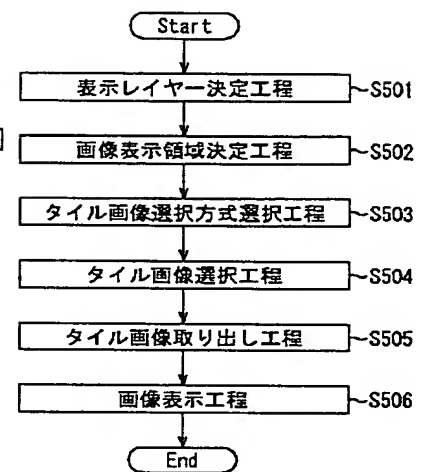 Start
表示レイヤー決定工程 ~S501
画像表示領域決定工程 ~S502
タイル画像選択方式選択工程 ~S503
タイル画像選択工程 ~S504
タイル画像取り出し工程 ~S505
画像表示工程 ~S506
End